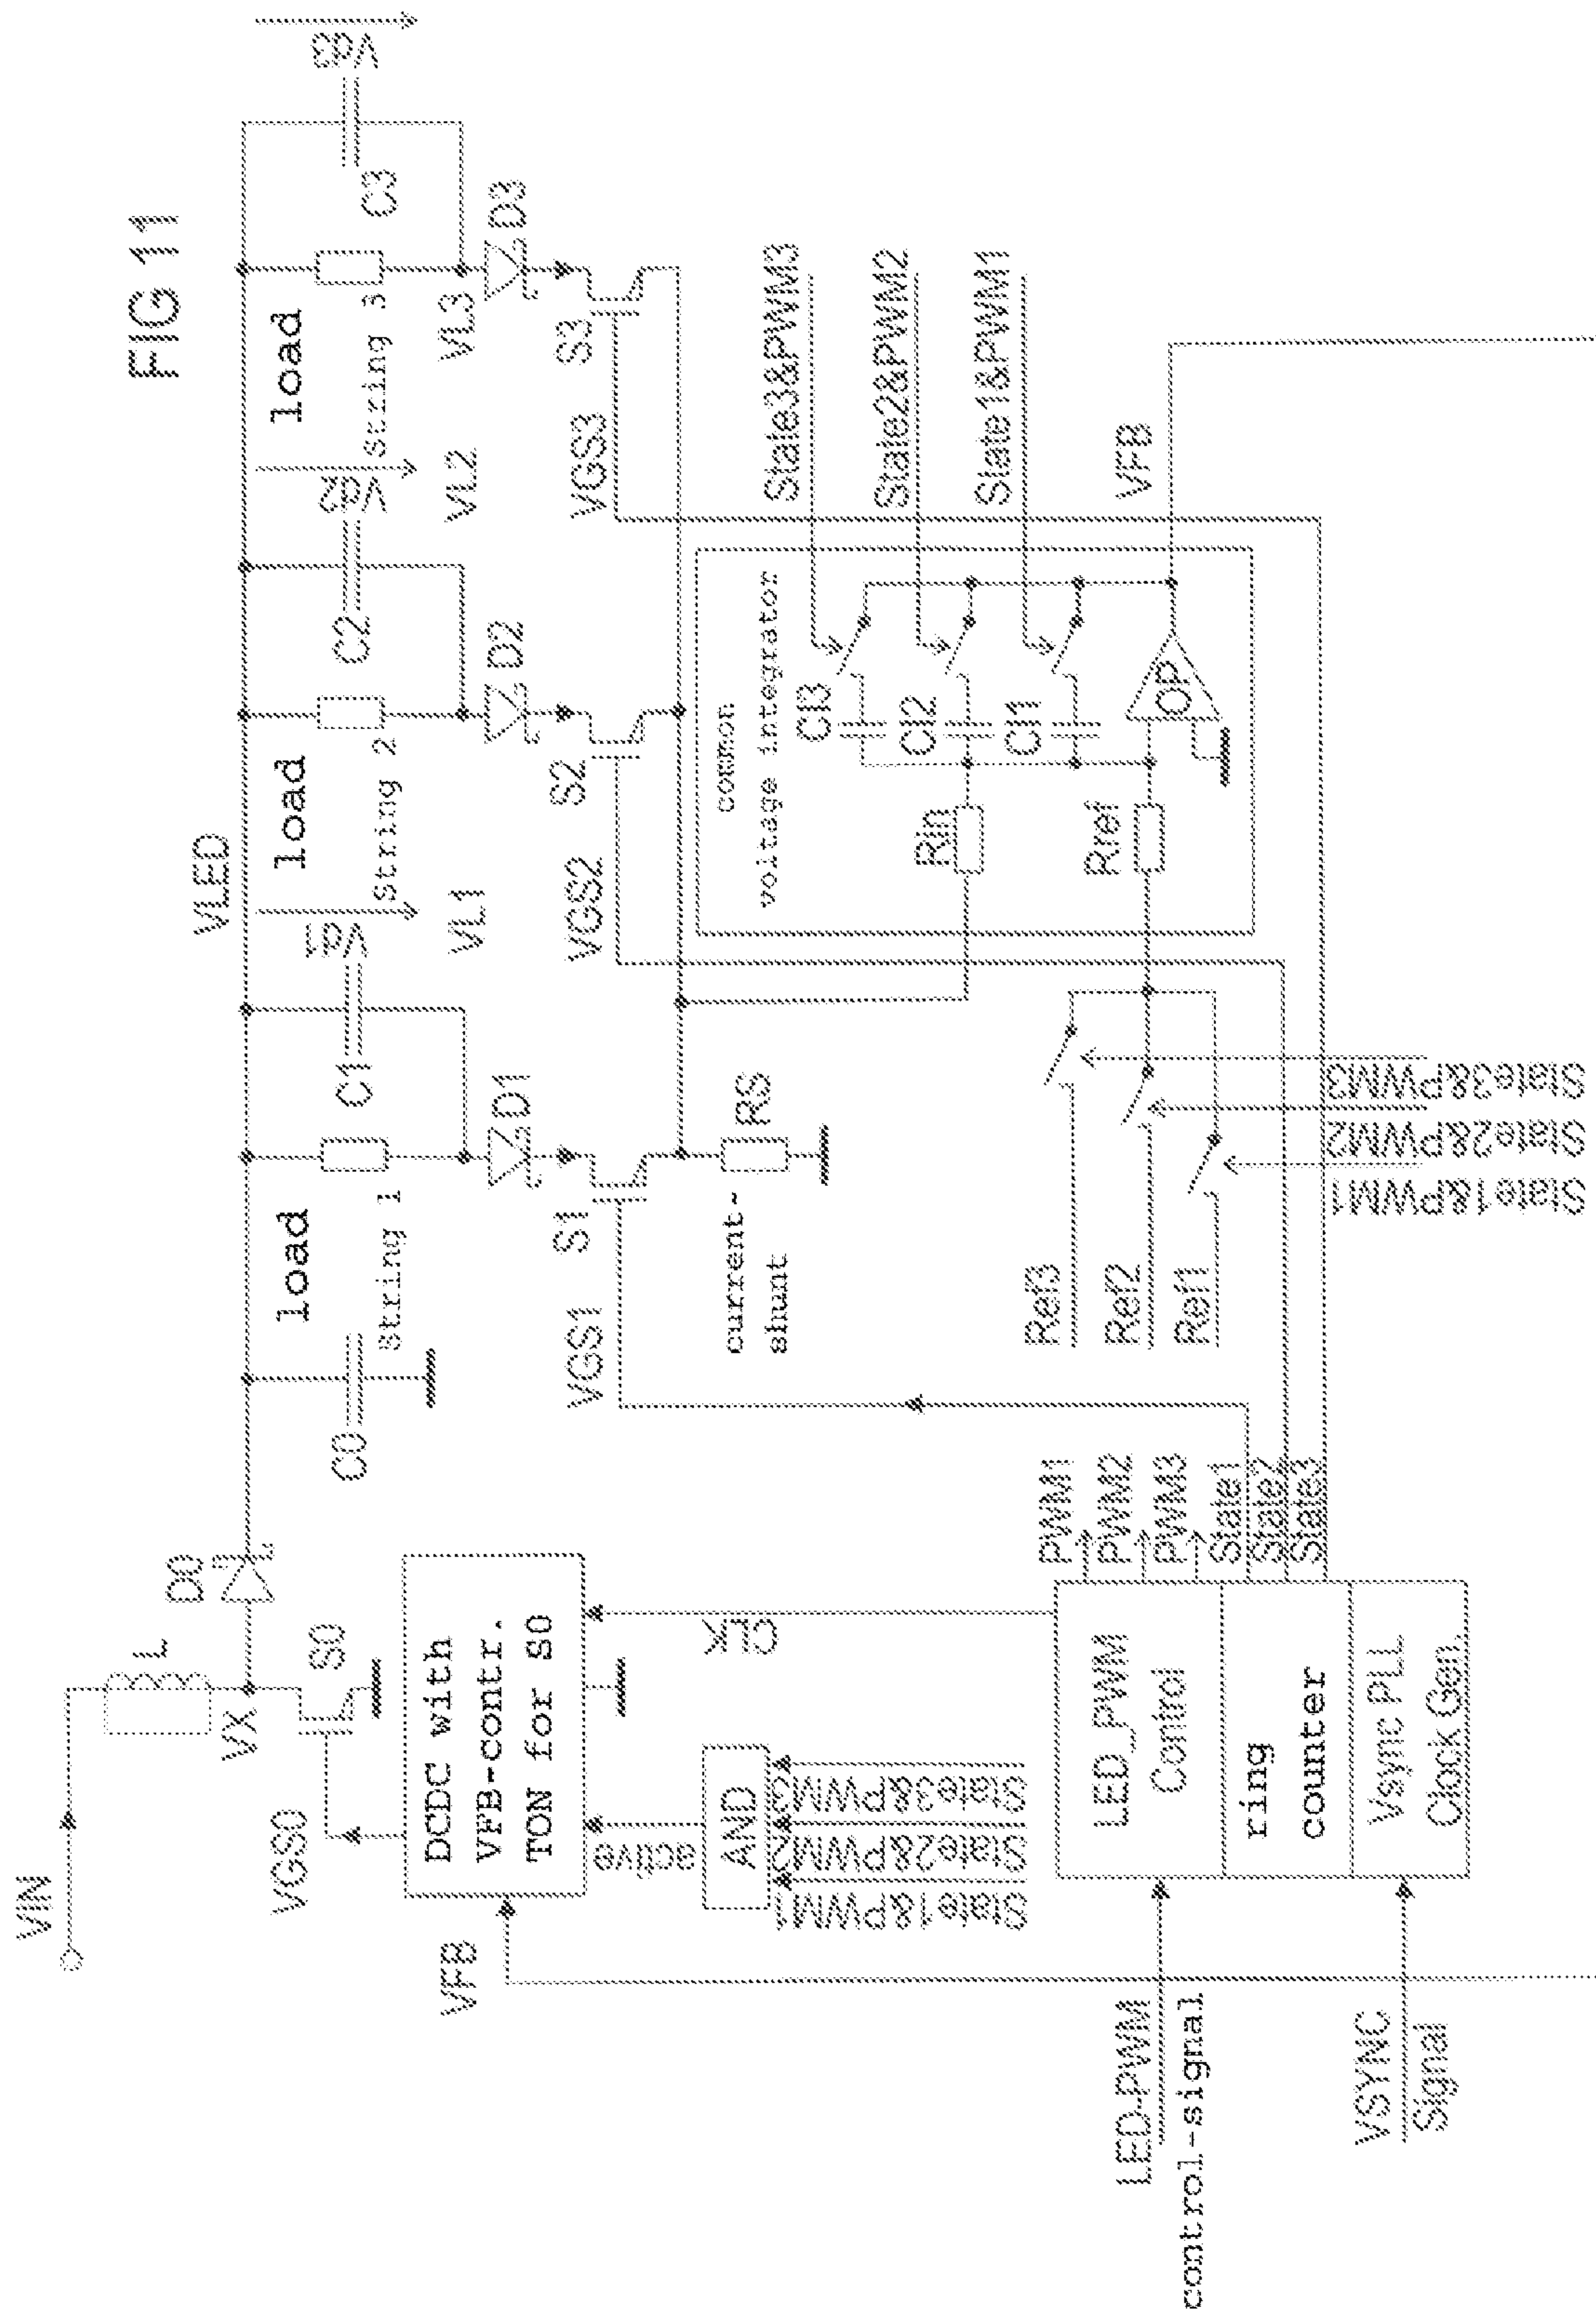 FIG 11
VIN
L
VX
D0
S0
VGS0
VLED
C0
load
String 1
C1
Vd1
VL1
D1
S1
VGS1
load
String 2
C2
Vd2
VL2
D2
S2
VGS2
load
String 3
C3
Vd3
VL3
D3
S3
VGS3
current-
shunt
RS
DCDC with
VFB-contr.
TON for S0
VFB
active
CLK
AND
State1&PWM1
State2&PWM2
State3&PWM3
common
voltage integrator
CI3
CI2
CI1
Rin
Rref
OP
State3&PWM3
State2&PWM2
State1&PWM1
VFB
Ref3
Ref2
Ref1
State3&PWM3
State2&PWM2
State1&PWM1
LED_PWM
Control
ring
counter
Vsync PLL
Clock Gen.
PWM1
PWM2
PWM3
State1
State2
State3
LED-PWM
control-signal
VSYNC
Signal